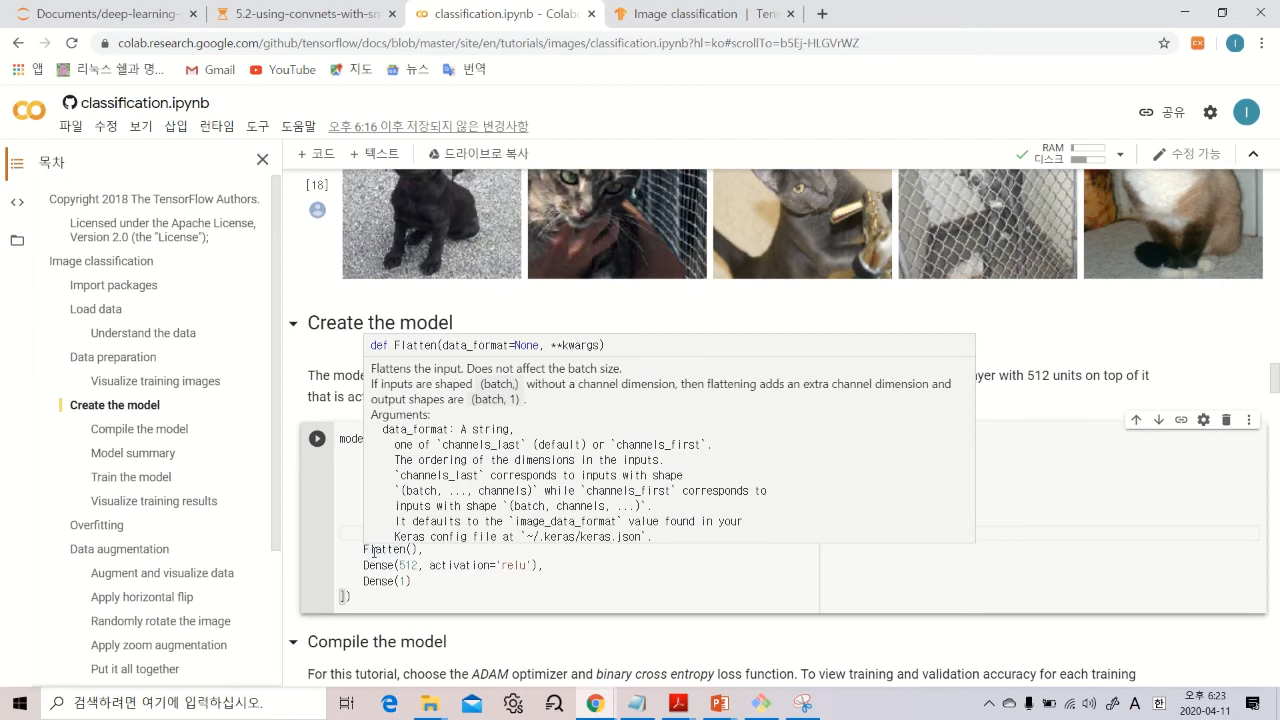 Detection/
5.2-using-convnets-with-sn
classification.ipynb - Colab
Image classification | Tens
colab.research.google.com/github/tensorflow/docs/blob/master/site/en/tutorials/images/classification.ipynb?hl=ko#scrollTo=b5Ej-HLGVrWZ
앱
리눅스 쉘과 명...
Gmail
YouTube
지도
뉴스
번역
classification.ipynb
파일 수정 보기 삽입 런타임 도구 도움말 오후 6:16 이후 저장되지 않은 변경사항
공유
I
목차
+ 코드 + 텍스트 드라이브로 복사
RAM
디스크
수정 가능
Copyright 2018 The TensorFlow Authors.
Licensed under the Apache License,
Version 2.0 (the "License");
Image classification
Import packages
Load data
Understand the data
Data preparation
Visualize training images
Create the model
Compile the model
Model summary
Train the model
Visualize training results
Overfitting
Data augmentation
Augment and visualize data
Apply horizontal flip
Randomly rotate the image
Apply zoom augmentation
Put it all together
[18]
Create the model
The mode
ayer with 512 units on top of it
that is ac
def Flatten(data_format=None, **kwargs)
Flattens the input. Does not affect the batch size.
If inputs are shaped (batch,) without a channel dimension, then flattening adds an extra channel dimension and
output shapes are (batch, 1).
Arguments:
data_format: A string,
one of `channels_last` (default) or `channels_first`.
The ordering of the dimensions in the inputs.
`channels_last` corresponds to inputs with shape
`(batch, ..., channels)` while `channels_first` corresponds to
inputs with shape `(batch, channels, ...)`.
It defaults to the `image_data_format` value found in your
Keras config file at `~/.keras/keras.json`.
mode
Flatten(),
Dense(512, activation='relu'),
Dense(1)
])
Compile the model
For this tutorial, choose the ADAM optimizer and binary cross entropy loss function. To view training and validation accuracy for each training
검색하려면 여기에 입력하십시오.
A 한
오후 6:23
2020-04-11